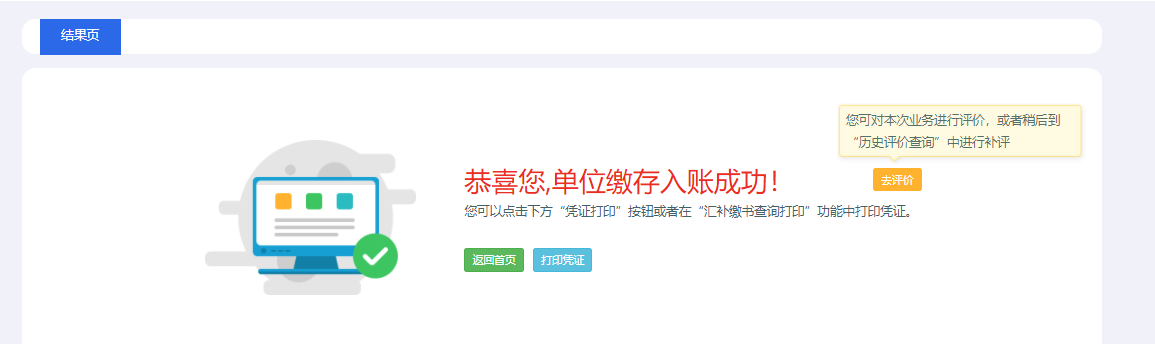 结果页
您可对本次业务进行评价，或者稍后到
“历史评价查询”中进行补评
去评价
恭喜您,单位缴存入账成功！
您可以点击下方“凭证打印”按钮或者在“汇补缴书查询打印”功能中打印凭证。
返回首页
打印凭证